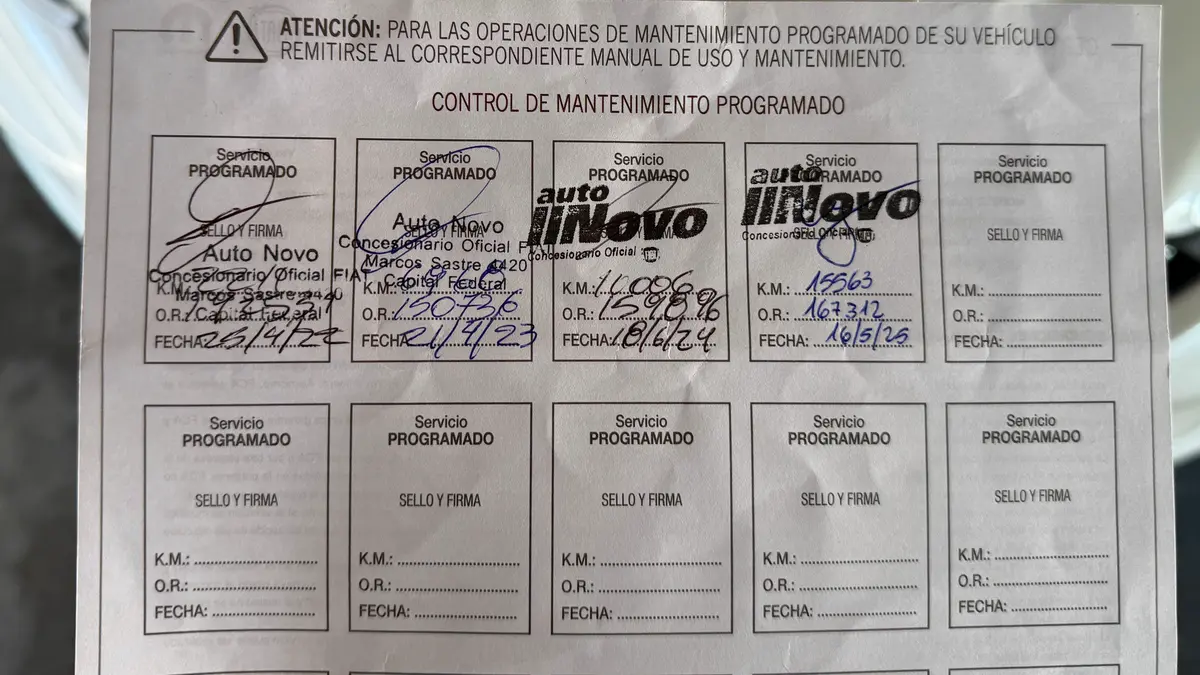 ATENCIÓN: PARA LAS OPERACIONES DE MANTENIMIENTO PROGRAMADO DE SU VEHÍCULO
REMITIRSE AL CORRESPONDIENTE MANUAL DE USO Y MANTENIMIENTO.
CONTROL DE MANTENIMIENTO PROGRAMADO
Servicio
PROGRAMADO
SELLO Y FIRMA
Auto Novo
Concesionario Oficial FIAT
Marcos Sastre 4420
Capital Federal
K.M.:
O.R.:
FECHA: 25/4/22
Servicio
PROGRAMADO
SELLO Y FIRMA
Auto Novo
Concesionario Oficial FIAT
Marcos Sastre 4420
Capital Federal
K.M.:
O.R.: 150736
FECHA: 21/4/23
Servicio
PROGRAMADO
auto
Novo
Concesionario Oficial
K.M.: 11006
O.R.: 159896
FECHA: 18/6/24
Servicio
PROGRAMADO
auto
Novo
Concesionario Oficial
K.M.: 15563
O.R.: 167312
FECHA: 16/5/25
Servicio
PROGRAMADO
SELLO Y FIRMA
K.M.:
O.R.:
FECHA:
Servicio
PROGRAMADO
SELLO Y FIRMA
K.M.:
O.R.:
FECHA:
Servicio
PROGRAMADO
SELLO Y FIRMA
K.M.:
O.R.:
FECHA:
Servicio
PROGRAMADO
SELLO Y FIRMA
K.M.:
O.R.:
FECHA:
Servicio
PROGRAMADO
SELLO Y FIRMA
K.M.:
O.R.:
FECHA:
Servicio
PROGRAMADO
SELLO Y FIRMA
K.M.:
O.R.:
FECHA: